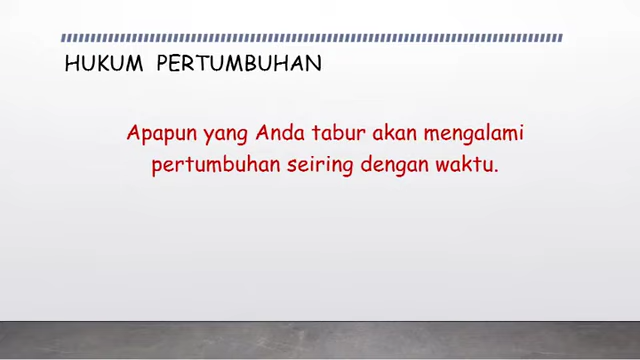 HUKUM PERTUMBUHAN
Apapun yang Anda tabur akan mengalami
pertumbuhan seiring dengan waktu.